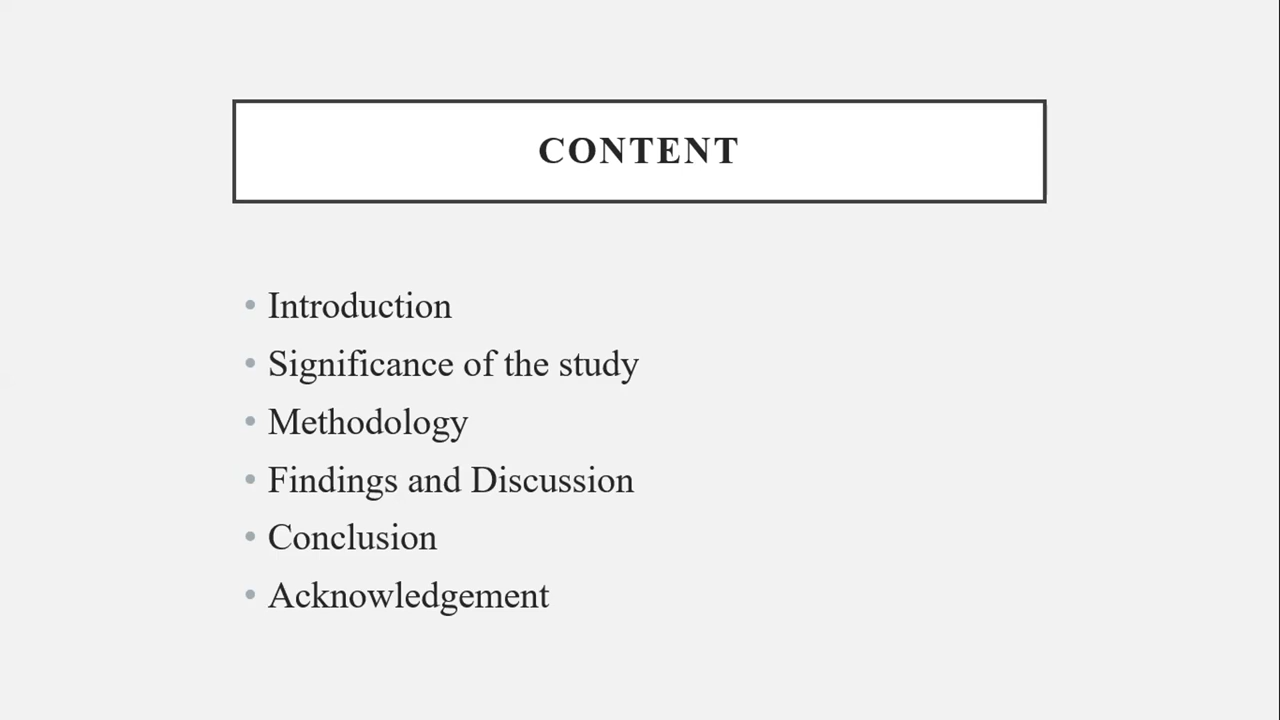 CONTENT
• Introduction
• Significance of the study
• Methodology
• Findings and Discussion
• Conclusion
• Acknowledgement